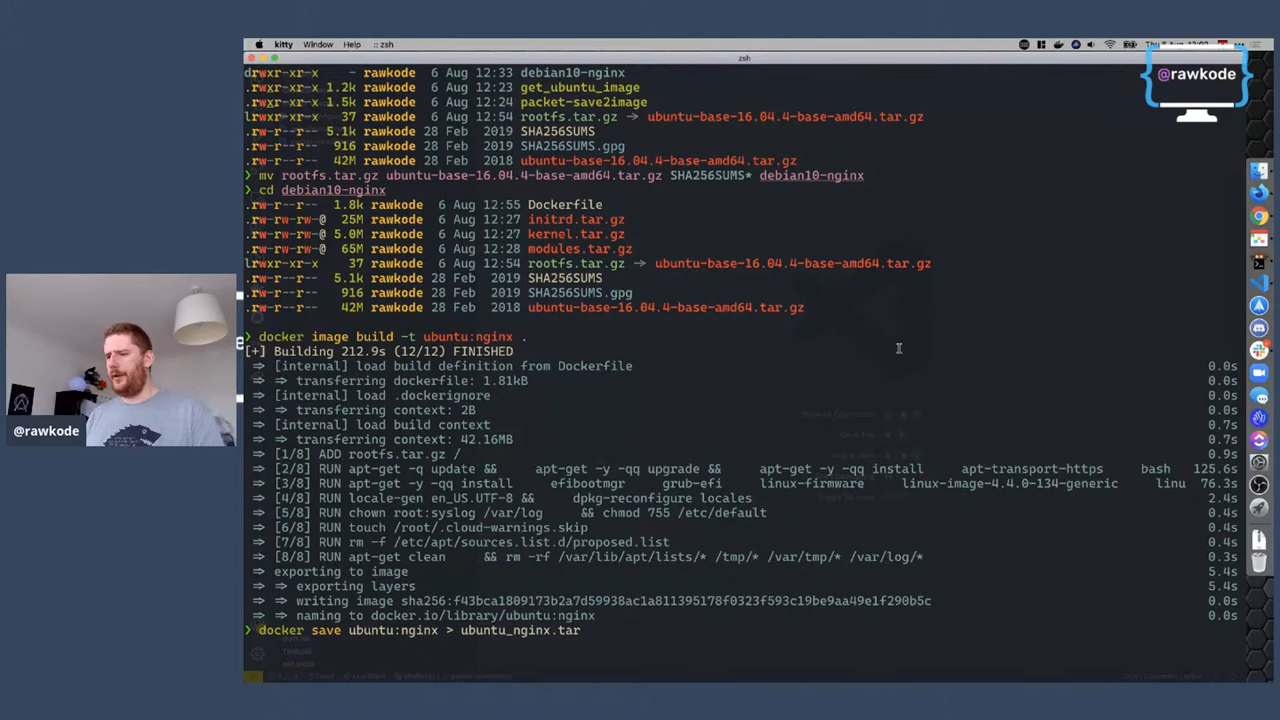 kitty Window Help :: zsh
zsh
@rawkode
drwxr-xr-x - rawkode 6 Aug 12:33 debian10-nginx
.rwxr-xr-x 1.2k rawkode 6 Aug 12:23 get_ubuntu_image
.rwxr-xr-x 1.5k rawkode 6 Aug 12:24 packet-save2image
lrwxr-xr-x 37 rawkode 6 Aug 12:54 rootfs.tar.gz → ubuntu-base-16.04.4-base-amd64.tar.gz
.rw-r--r-- 5.1k rawkode 28 Feb 2019 SHA256SUMS
.rw-r--r-- 916 rawkode 28 Feb 2019 SHA256SUMS.gpg
.rw-r--r-- 42M rawkode 28 Feb 2018 ubuntu-base-16.04.4-base-amd64.tar.gz
❯ mv rootfs.tar.gz ubuntu-base-16.04.4-base-amd64.tar.gz SHA256SUMS* debian10-nginx
❯ cd debian10-nginx
.rw-r--r-- 1.8k rawkode 6 Aug 12:55 Dockerfile
.rw-rw-rw-@ 25M rawkode 6 Aug 12:27 initrd.tar.gz
.rw-rw-rw-@ 5.0M rawkode 6 Aug 12:27 kernel.tar.gz
.rw-rw-rw-@ 65M rawkode 6 Aug 12:28 modules.tar.gz
lrwxr-xr-x 37 rawkode 6 Aug 12:54 rootfs.tar.gz → ubuntu-base-16.04.4-base-amd64.tar.gz
.rw-r--r-- 5.1k rawkode 28 Feb 2019 SHA256SUMS
.rw-r--r-- 916 rawkode 28 Feb 2019 SHA256SUMS.gpg
.rw-r--r-- 42M rawkode 28 Feb 2018 ubuntu-base-16.04.4-base-amd64.tar.gz
❯ docker image build -t ubuntu:nginx .
[+] Building 212.9s (12/12) FINISHED
⇒ [internal] load build definition from Dockerfile 0.0s
⇒ ⇒ transferring dockerfile: 1.81kB 0.0s
⇒ [internal] load .dockerignore 0.0s
⇒ ⇒ transferring context: 2B 0.0s
⇒ [internal] load build context 0.7s
⇒ ⇒ transferring context: 42.16MB 0.7s
⇒ [1/8] ADD rootfs.tar.gz / 0.9s
⇒ [2/8] RUN apt-get -q update && apt-get -y -qq upgrade && apt-get -y -qq install apt-transport-https bash 125.6s
⇒ [3/8] RUN apt-get -y -qq install efibootmgr grub-efi linux-firmware linux-image-4.4.0-134-generic linu 76.3s
⇒ [4/8] RUN locale-gen en_US.UTF-8 && dpkg-reconfigure locales 2.4s
⇒ [5/8] RUN chown root:syslog /var/log && chmod 755 /etc/default 0.4s
⇒ [6/8] RUN touch /root/.cloud-warnings.skip 0.4s
⇒ [7/8] RUN rm -f /etc/apt/sources.list.d/proposed.list 0.4s
⇒ [8/8] RUN apt-get clean && rm -rf /var/lib/apt/lists/* /tmp/* /var/tmp/* /var/log/* 0.3s
⇒ exporting to image 5.4s
⇒ ⇒ exporting layers 5.4s
⇒ ⇒ writing image sha256:f43bca1809173b2a7d59938ac1a811395178f0323f593c19be9aa49e1f290b5c 0.0s
⇒ ⇒ naming to docker.io/library/ubuntu:nginx 0.0s
❯ docker save ubuntu:nginx > ubuntu_nginx.tar
@rawkode